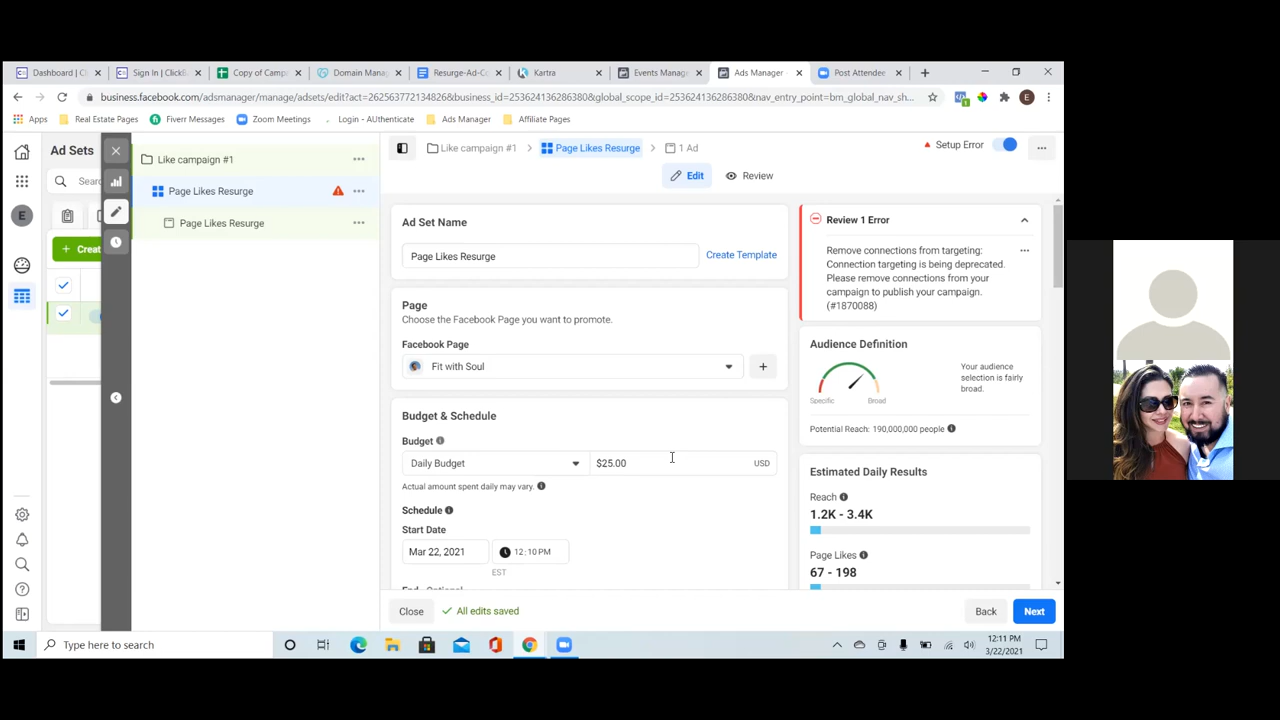 Dashboard | Cl
Sign In | ClickB
Copy of Camp
Domain Mana
Resurge-Ad-Co
Kartra
Events Manag
Ads Manager -
Post Attendee
business.facebook.com/adsmanager/manage/adsets/edit?act=262563772134826&business_id=253624136286380&global_scope_id=253624136286380&nav_entry_point=brn_global_nav_sh...
E
Apps
Real Estate Pages
Fiverr Messages
Zoom Meetings
Login - AUthenticate
Ads Manager
Affiliate Pages
Ad Sets
Like campaign #1
Like campaign #1
Page Likes Resurge
1 Ad
Setup Error
Edit
Review
Sear
Page Likes Resurge
Page Likes Resurge
E
+ Creat
Ad Set Name
Page Likes Resurge
Create Template
Page
Choose the Facebook Page you want to promote.
Facebook Page
Fit with Soul
+
Budget & Schedule
Budget
Daily Budget
$25.00
USD
Actual amount spent daily may vary.
Schedule
Start Date
Mar 22, 2021
12:10PM
EST
End · Optional
Review 1 Error
Remove connections from targeting:
Connection targeting is being deprecated.
Please remove connections from your
campaign to publish your campaign.
(#1870088)
Audience Definition
Specific
Broad
Your audience
selection is fairly
broad.
Potential Reach: 190,000,000 people
Estimated Daily Results
Reach
1.2K - 3.4K
Page Likes
67 - 198
Close
All edits saved
Back
Next
Type here to search
12:11 PM
3/22/2021